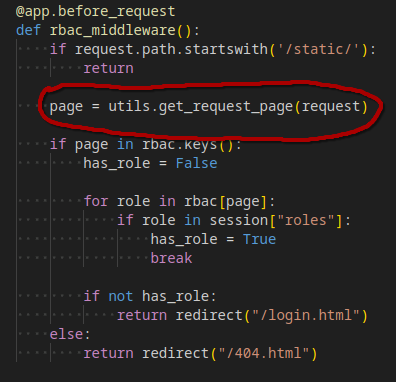 @app.before_request
def rbac_middleware():
if request.path.startswith('/static/'):
return
page = utils.get_request_page(request)
if page in rbac.keys():
has_role = False
for role in rbac[page]:
if role in session["roles"]:
has_role = True
break
if not has_role:
return redirect("/login.html")
else:
return redirect("/404.html")